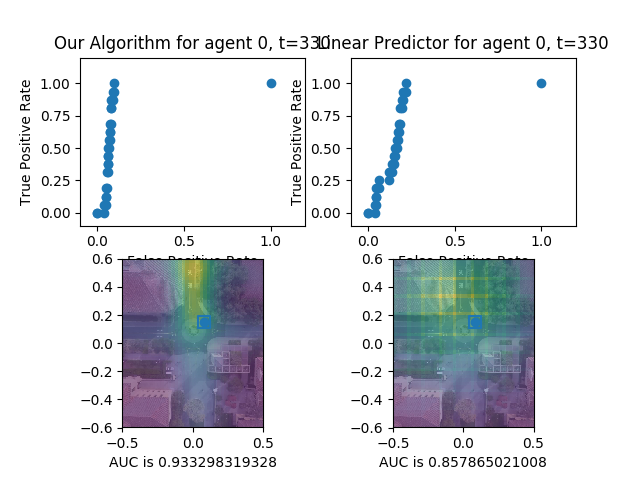 Our Algorithm for agent 0, t=330
Linear Predictor for agent 0, t=330
True Positive Rate
1.00
0.75
0.50
0.25
0.00
0.0 0.5 1.0
False Positive Rate
True Positive Rate
1.00
0.75
0.50
0.25
0.00
0.0 0.5 1.0
False Positive Rate
0.6
0.4
0.2
0.0
−0.2
−0.4
−0.6
−0.5 0.0 0.5
AUC is 0.933298319328
0.6
0.4
0.2
0.0
−0.2
−0.4
−0.6
−0.5 0.0 0.5
AUC is 0.857865021008